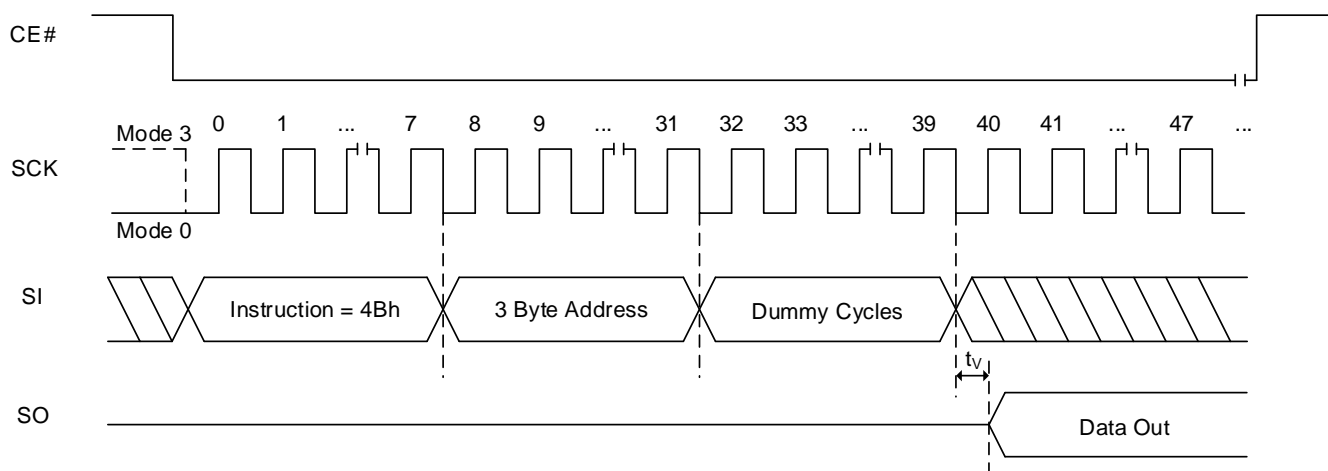 CE#
Mode 3 0 1 ... 7 8 9 ... 31 32 33 ... 39 40 41 ... 47 ...
SCK
Mode 0
SI Instruction = 4Bh 3 Byte Address Dummy Cycles
tV
SO Data Out